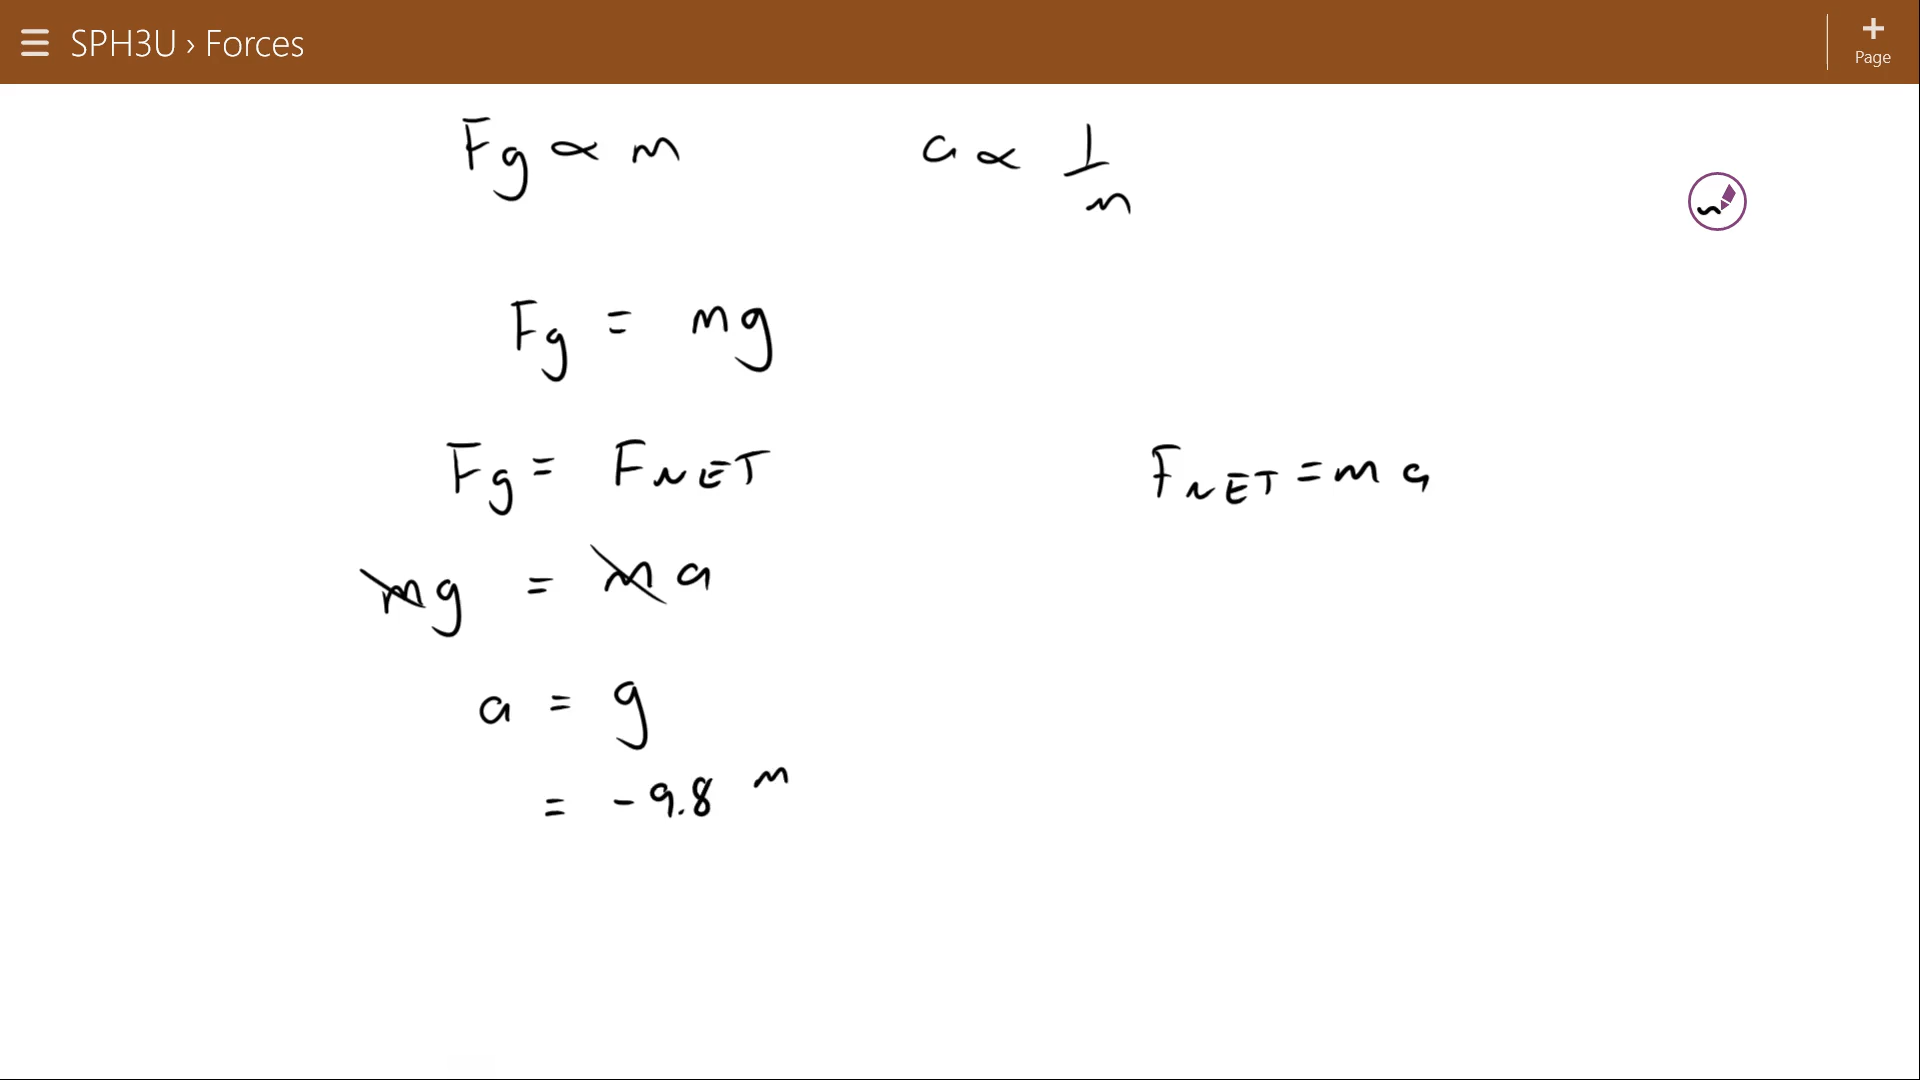 SPH3U › Forces
Page
Fg ∝ m
a ∝ 1/m
Fg = mg
Fg = FNET
FNET = ma
mg = ma
a = g
= -9.8 m